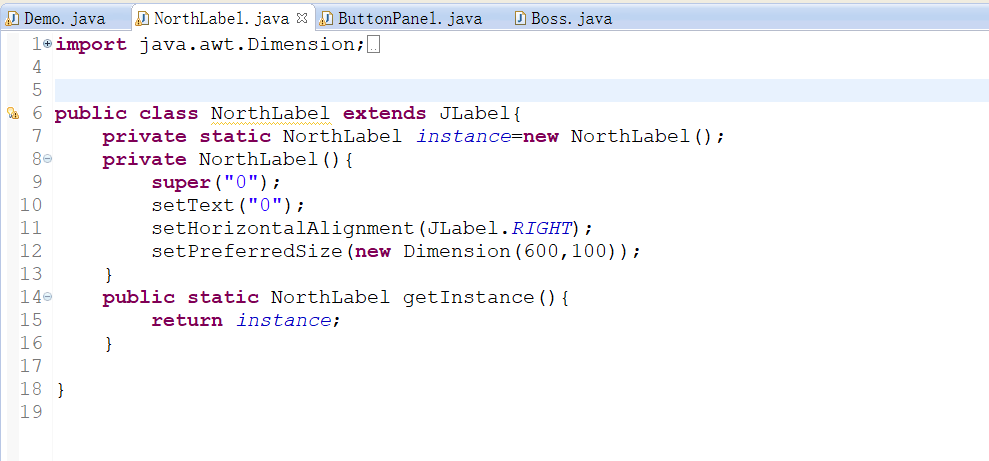 Demo.java NorthLabel.java ButtonPanel.java Boss.java
1 import java.awt.Dimension;
4
5
6 public class NorthLabel extends JLabel{
7 private static NorthLabel instance=new NorthLabel();
8 private NorthLabel(){
9 super("0");
10 setText("0");
11 setHorizontalAlignment(JLabel.RIGHT);
12 setPreferredSize(new Dimension(600,100));
13 }
14 public static NorthLabel getInstance(){
15 return instance;
16 }
17
18 }
19